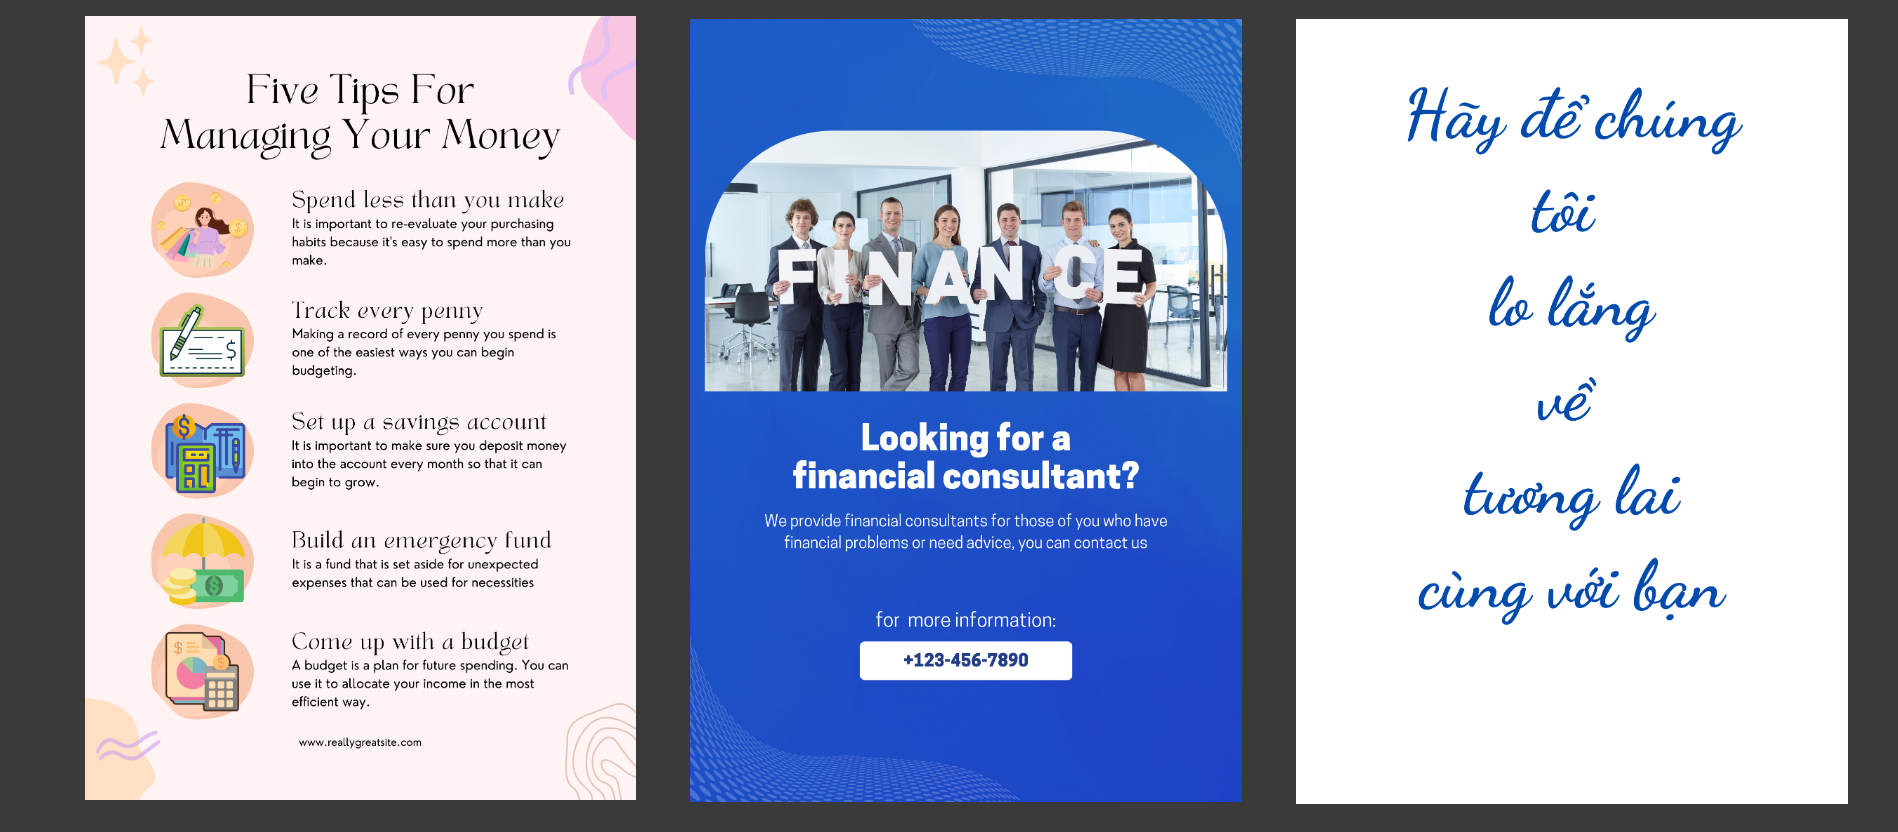 Five Tips For
Managing Your Money
Spend less than you make
It is important to re-evaluate your purchasing
habits because it's easy to spend more than you
make.
Track every penny
Making a record of every penny you spend is
one of the easiest ways you can begin
budgeting.
Set up a savings account
It is important to make sure you deposit money
into the account every month so that it can
begin to grow.
Build an emergency fund
It is a fund that is set aside for unexpected
expenses that can be used for necessities
Come up with a budget
A budget is a plan for future spending. You can
use it to allocate your income in the most
efficient way.
www.reallygreatsite.com
FINANCE
Looking for a
financial consultant?
We provide financial consultants for those of you who have
financial problems or need advice, you can contact us
for more information:
+123-456-7890
Hãy để chúng
tôi
lo lắng
về
tương lai
cùng với bạn